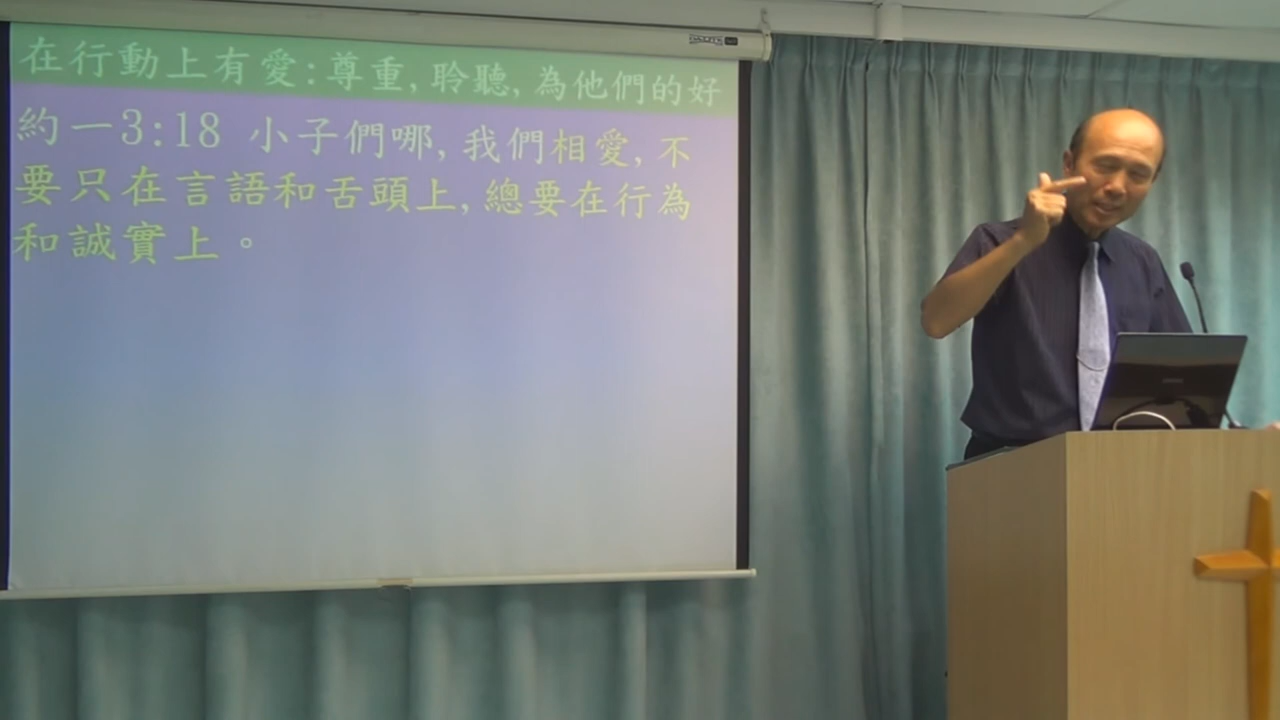 在行動上有愛:尊重,聆聽,為他們的好
約一3:18 小子們哪,我們相愛,不
要只在言語和舌頭上,總要在行為
和誠實上。